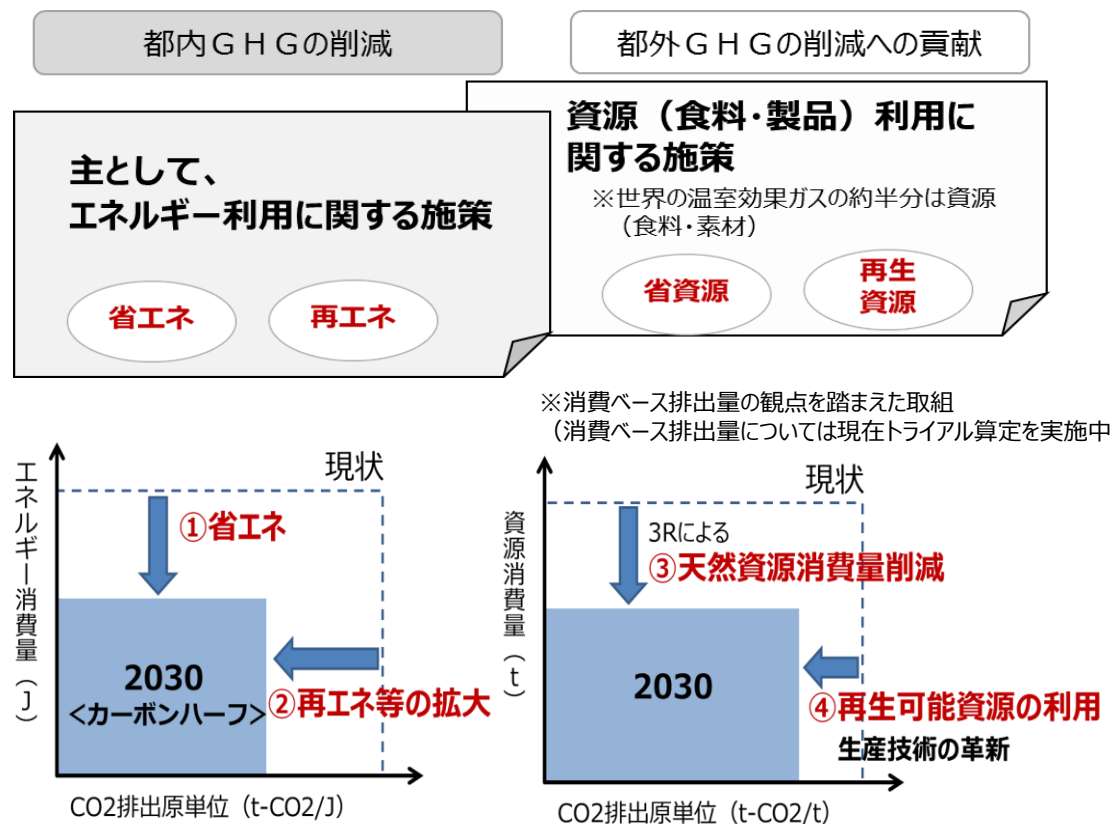 都内ＧＨＧの削減
都外ＧＨＧの削減への貢献
主として、
エネルギー利用に関する施策
省エネ
再エネ
資源（食料・製品）利用に
関する施策
※世界の温室効果ガスの約半分は資源
（食料・素材）
省資源
再生
資源
※消費ベース排出量の観点を踏まえた取組
（消費ベース排出量については現在トライアル算定を実施中
エネルギー消費量（J）
現状
①省エネ
2030
<カーボンハーフ>
②再エネ等の拡大
CO2排出原単位（t-CO2/J）
資源消費量（t）
現状
3Rによる
③天然資源消費量削減
2030
④再生可能資源の利用
生産技術の革新
CO2排出原単位（t-CO2/t）